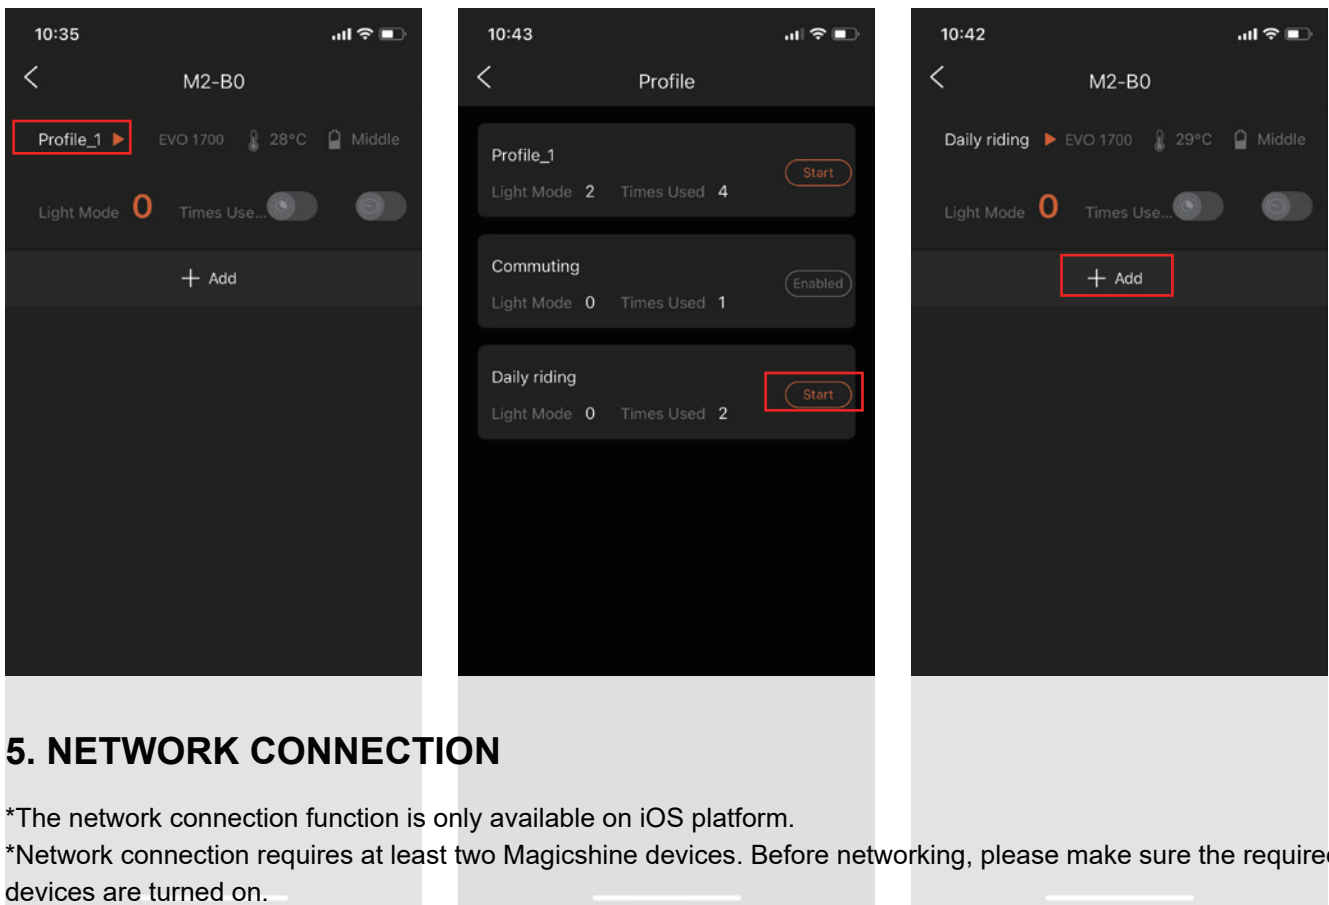 10:35
M2-B0
Profile_1 EVO 1700 28°C Middle
Light Mode 0 Times Use...
+ Add
10:43
Profile
Profile_1
Start
Light Mode 2 Times Used 4
Commuting
Enabled
Light Mode 0 Times Used 1
Daily riding
Start
Light Mode 0 Times Used 2
10:42
M2-B0
Daily riding EVO 1700 29°C Middle
Light Mode 0 Times Use...
+ Add
5. NETWORK CONNECTION
*The network connection function is only available on iOS platform.
*Network connection requires at least two Magicshine devices. Before networking, please make sure the required
devices are turned on.